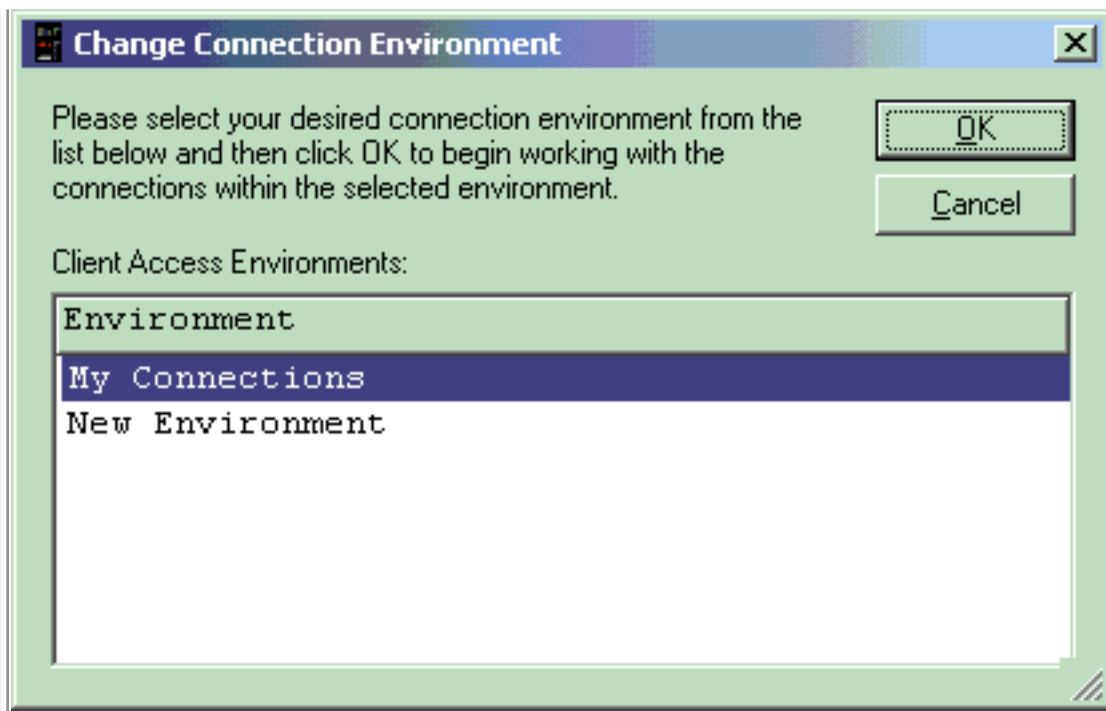 Change Connection Environment
Please select your desired connection environment from the
list below and then click OK to begin working with the
connections within the selected environment.
OK
Cancel
Client Access Environments:
Environment
My Connections
New Environment